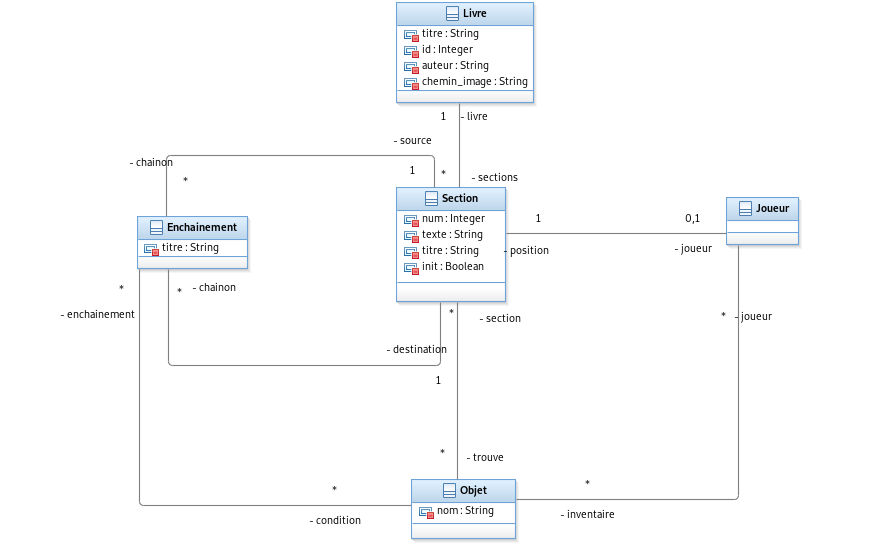 Livre
titre : String
id : Integer
auteur : String
chemin_image : String
1
- livre
- source
- chainon
1
*
- sections
*
Section
num : Integer
texte : String
titre : String
init : Boolean
Joueur
Enchainement
titre : String
1
0,1
- position
- joueur
*
* - chainon
- enchainement
*
- section
* - joueur
- destination
1
*
- trouve
*
*
Objet
nom : String
- condition
- inventaire